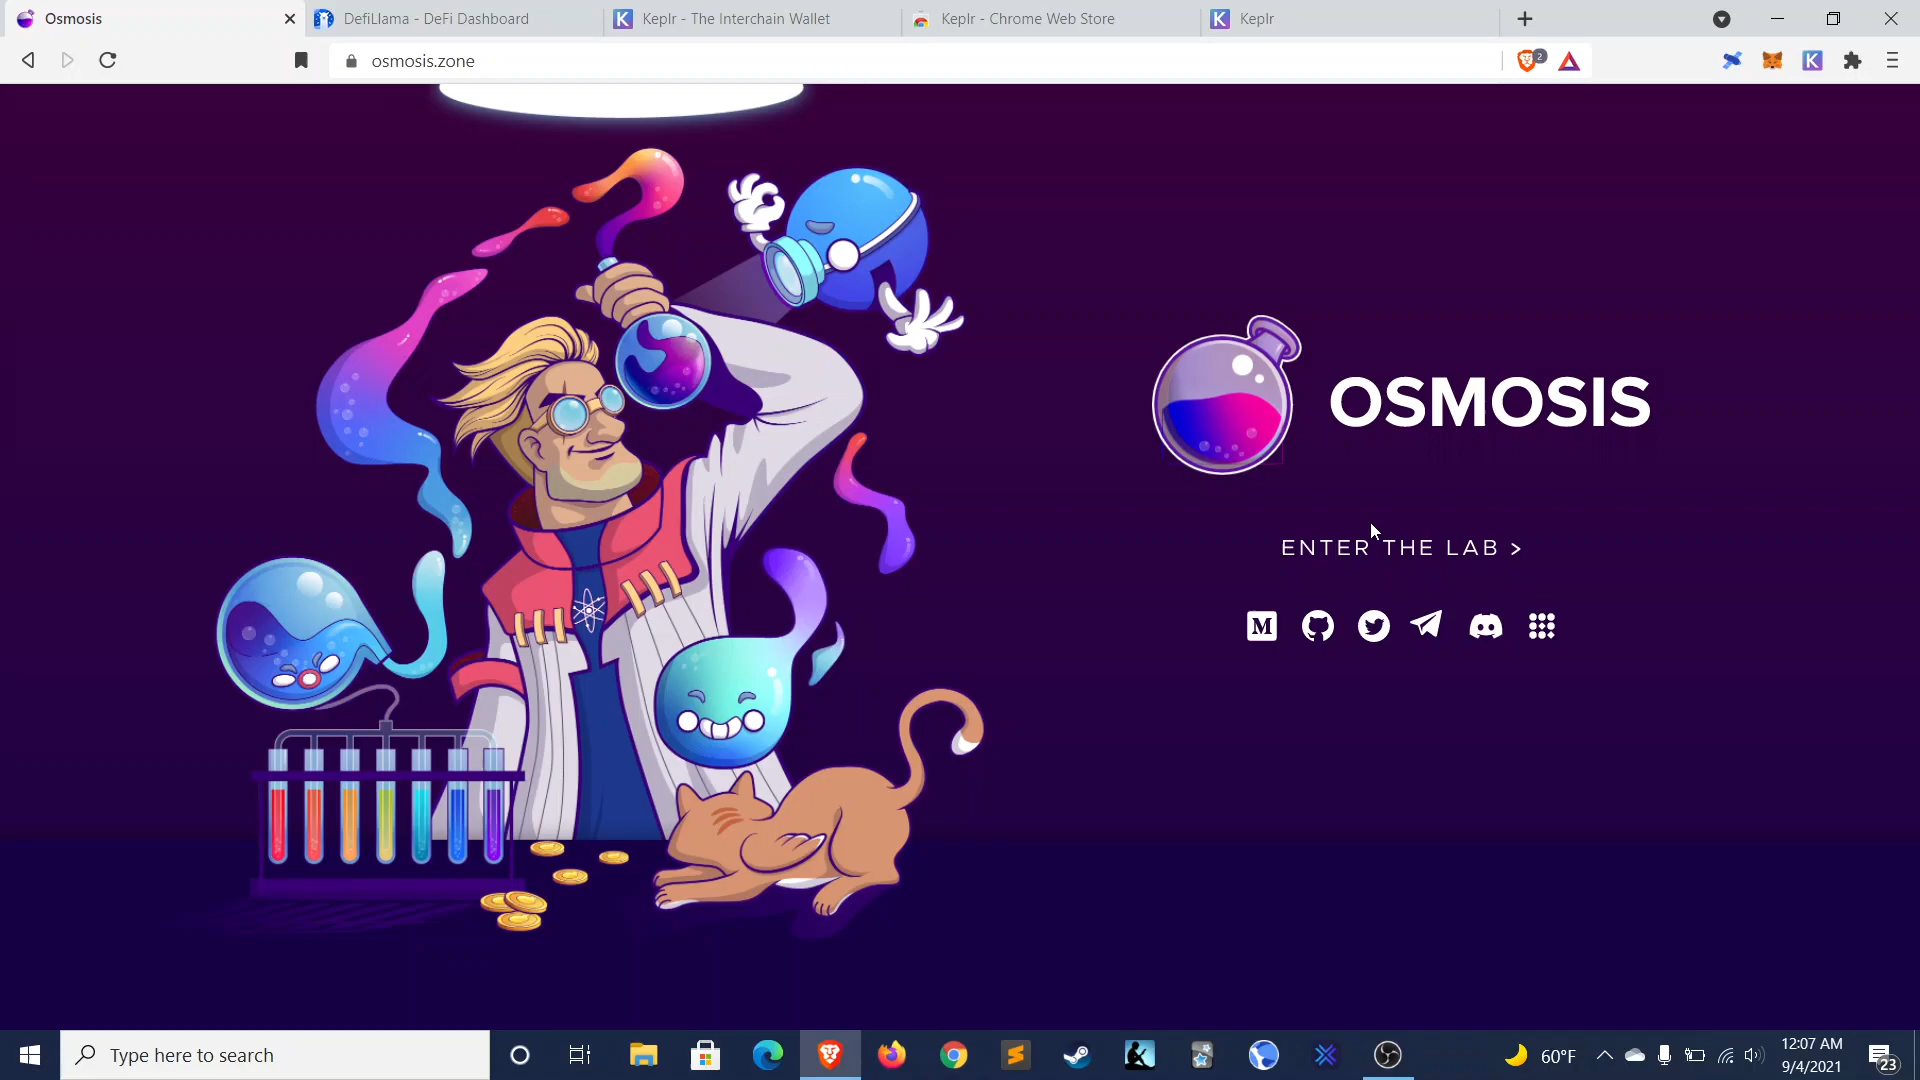 Osmosis
DefiLlama - DeFi Dashboard
K
Keplr - The Interchain Wallet
Keplr - Chrome Web Store
K
Keplr
osmosis.zone
2
K
OSMOSIS
ENTER THE LAB >
M
Type here to search
60°F
12:07 AM
9/4/2021
23